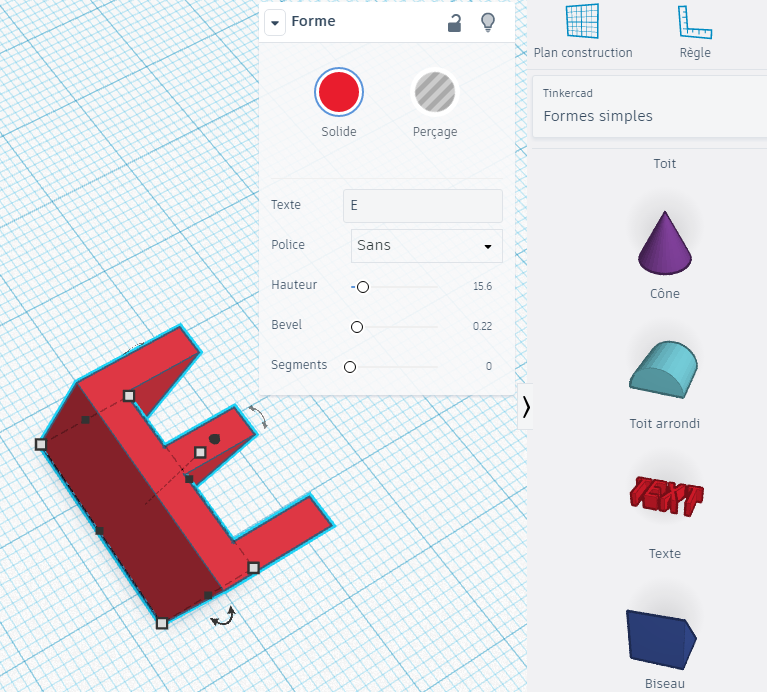 Forme
Solide
Perçage
Texte
E
Police
Sans
Hauteur
15.6
Bevel
0.22
Segments
0
Plan construction
Règle
Tinkercad
Formes simples
Toit
Cône
Toit arrondi
TEXT
Texte
Biseau